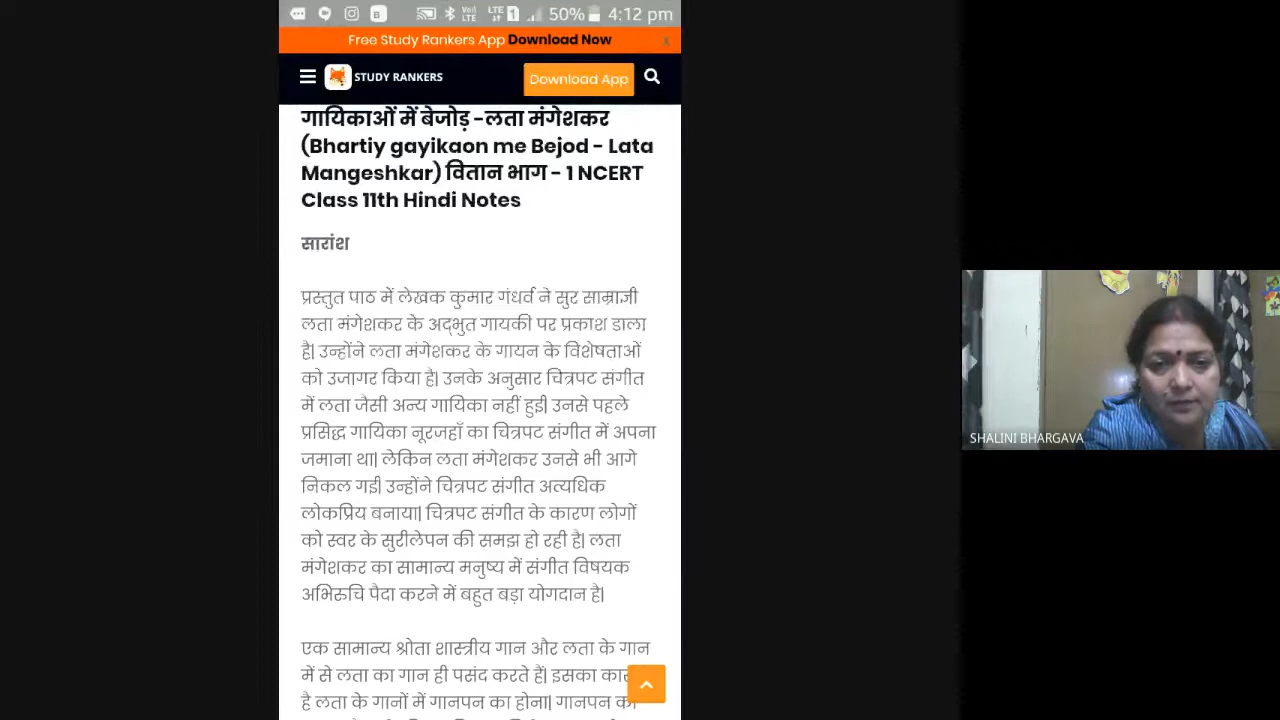 50% 4:12 pm
Free Study Rankers App Download Now x
STUDY RANKERS Download App
गायिकाओं में बेजोड़ -लता मंगेशकर
(Bhartiy gayikaon me Bejod - Lata
Mangeshkar) वितान भाग - 1 NCERT
Class 11th Hindi Notes
सारांश
प्रस्तुत पाठ में लेखक कुमार गंधर्व ने सुर साम्राज्ञी
लता मंगेशकर के अद्भुत गायकी पर प्रकाश डाला
है| उन्होंने लता मंगेशकर के गायन के विशेषताओं
को उजागर किया है| उनके अनुसार चित्रपट संगीत
में लता जैसी अन्य गायिका नहीं हुई| उनसे पहले
प्रसिद्ध गायिका नूरजहाँ का चित्रपट संगीत में अपना
जमाना था| लेकिन लता मंगेशकर उनसे भी आगे
निकल गई| उन्होंने चित्रपट संगीत अत्यधिक
लोकप्रिय बनाया| चित्रपट संगीत के कारण लोगों
को स्वर के सुरीलेपन की समझ हो रही है| लता
मंगेशकर का सामान्य मनुष्य में संगीत विषयक
अभिरुचि पैदा करने में बहुत बड़ा योगदान है|
एक सामान्य श्रोता शास्त्रीय गान और लता के गान
में से लता का गान ही पसंद करते हैं| इसका
है लता के गानों में गानपन का होना| गानपन
SHALINI BHARGAVA